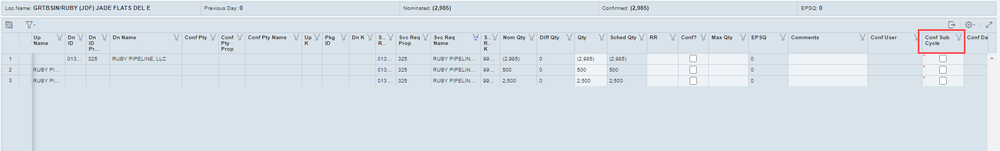 Loc Name: GRTBSIN/RUBY (JDF) JADE FLATS DEL E Previous Day: 0 Nominated: (2,985) Confirmed: (2,985) EPSQ: 0
Up Name Dn ID Dn ID Pr... Dn Name Conf Pty Conf Pty Prop Conf Pty Name Up K Pkg ID Dn K S.. R.. Svc Req Prop Svc Req Name S.. R.. K Nom Qty Diff Qty Qty Sched Qty RR Conf? Max Qty EPSQ Comments Conf User Conf Sub Cycle Conf Da
1 013... 325 RUBY PIPELINE, LLC 013... 325 RUBY PIPELIN... 99... (2,985) 0 (2,985) (2,985) 0 *
2 RUBY PI... 013... 325 RUBY PIPELIN... 99... 500 0 500 500 0 *
3 RUBY PI... 013... 325 RUBY PIPELIN... 99... 2,500 0 2,500 2,500 0 *